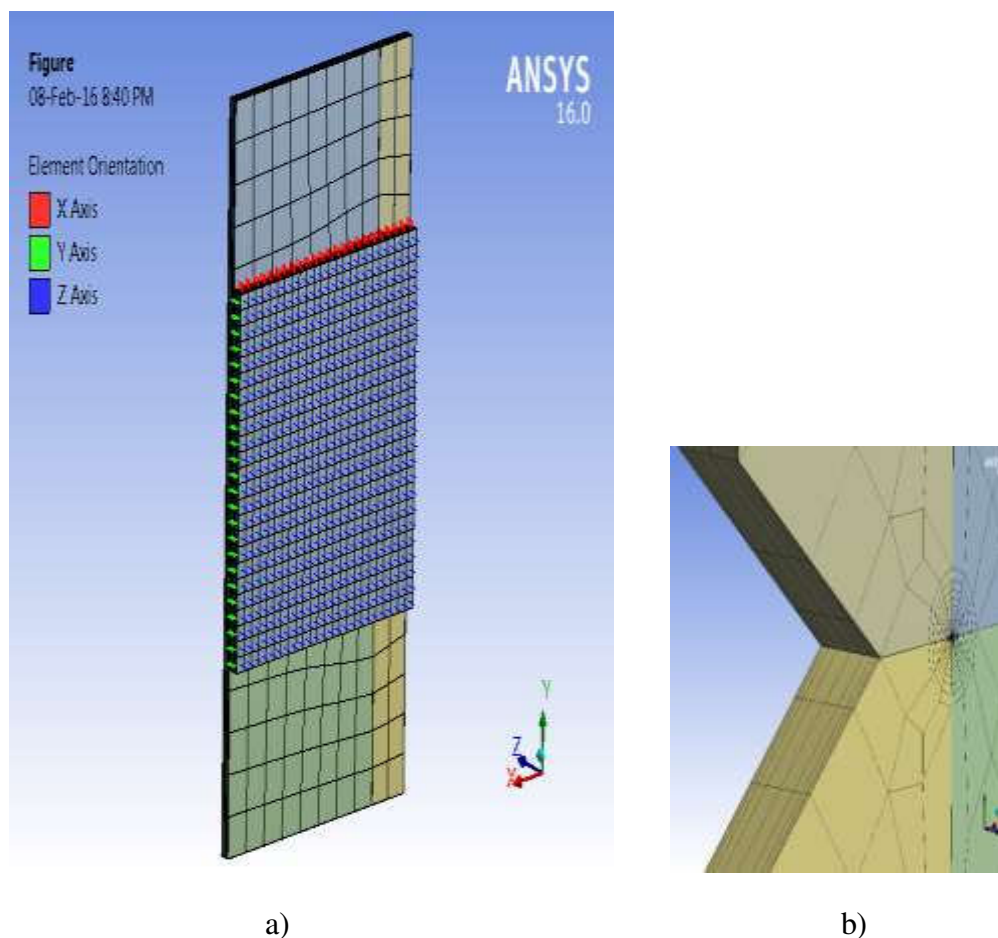 Figure
08-Feb-16 8:40 PM
ANSYS
16.0
Element Orientation
X Axis
Y Axis
Z Axis
Y
Z
X
a)
b)